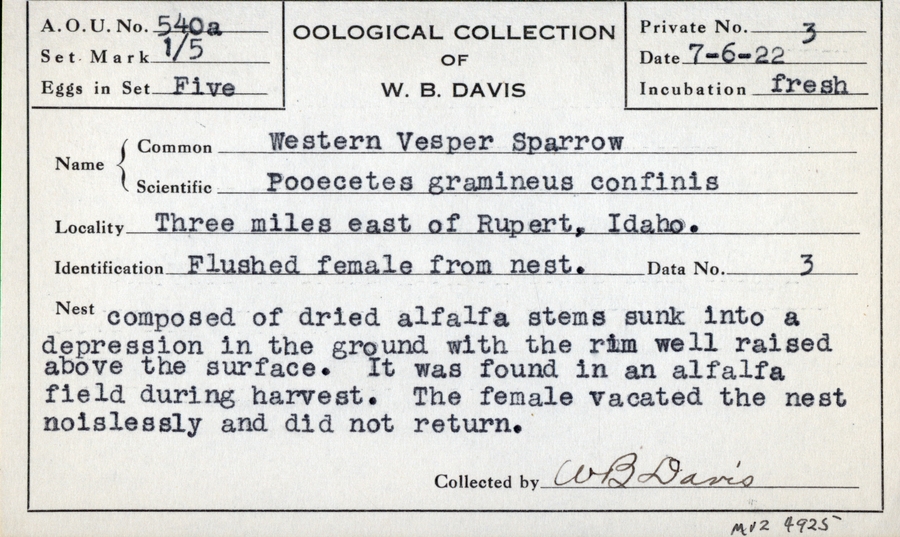 A.O.U. No. 540a
Set Mark 1/5
Eggs in Set Five
OOLOGICAL COLLECTION
OF
W. B. DAVIS
Private No. 3
Date 7-6-22
Incubation fresh
Name
Common Western Vesper Sparrow
Scientific Pooecetes gramineus confinis
Locality Three miles east of Rupert, Idaho.
Identification Flushed female from nest. Data No. 3
Nest composed of dried alfalfa stems sunk into a
depression in the ground with the rim well raised
above the surface. It was found in an alfalfa
field during harvest. The female vacated the nest
noislessly and did not return.
Collected by W B Davis
MVZ 4925